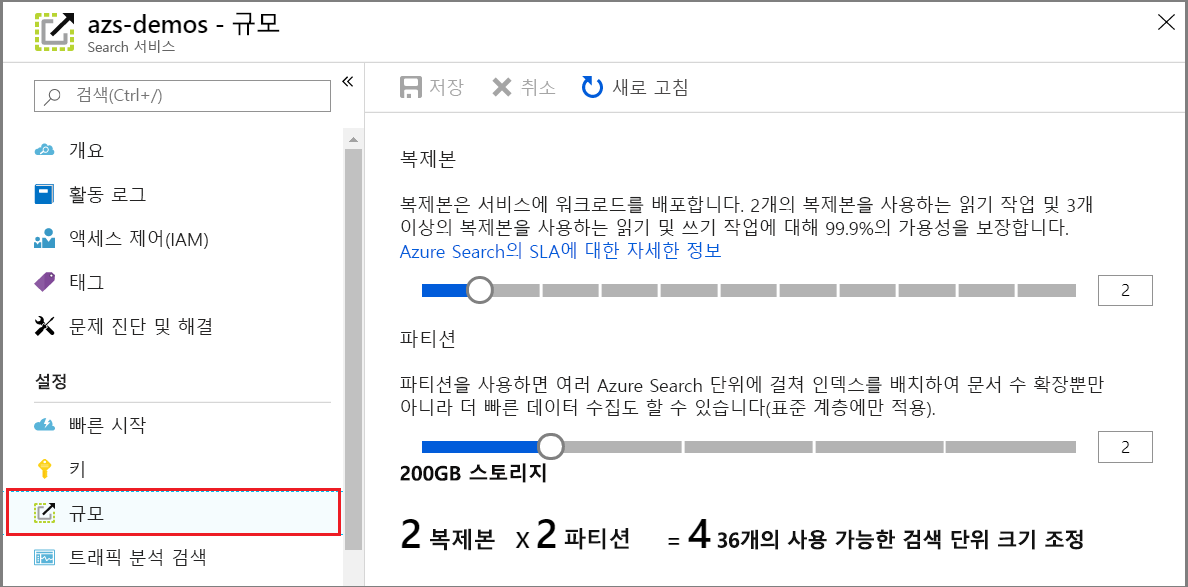 azs-demos - 규모
Search 서비스
검색(Ctrl+/)
개요
활동 로그
액세스 제어(IAM)
태그
문제 진단 및 해결
설정
빠른 시작
키
규모
트래픽 분석 검색
저장 취소 새로 고침
복제본
복제본은 서비스에 워크로드를 배포합니다. 2개의 복제본을 사용하는 읽기 작업 및 3개
이상의 복제본을 사용하는 읽기 및 쓰기 작업에 대해 99.9%의 가용성을 보장합니다.
Azure Search의 SLA에 대한 자세한 정보
2
파티션
파티션을 사용하면 여러 Azure Search 단위에 걸쳐 인덱스를 배치하여 문서 수 확장뿐만
아니라 더 빠른 데이터 수집도 할 수 있습니다(표준 계층에만 적용).
2
200GB 스토리지
2 복제본 X 2 파티션 = 4 36개의 사용 가능한 검색 단위 크기 조정